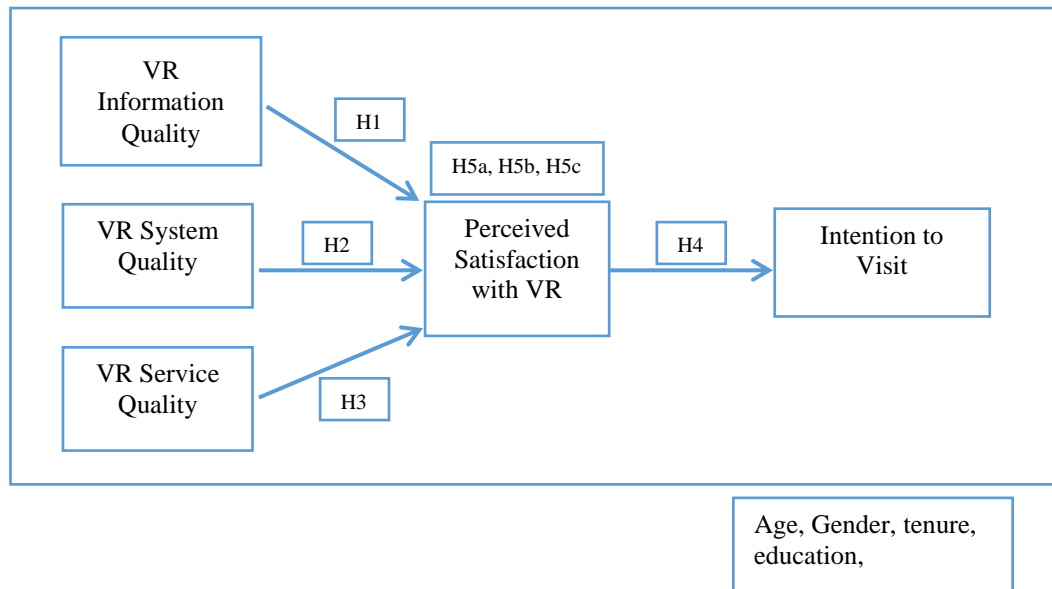 VR
Information
Quality
H1
H5a, H5b, H5c
VR System
Quality
H2
Perceived
Satisfaction
with VR
H4
Intention to
Visit
VR Service
Quality
H3
Age, Gender, tenure,
education,